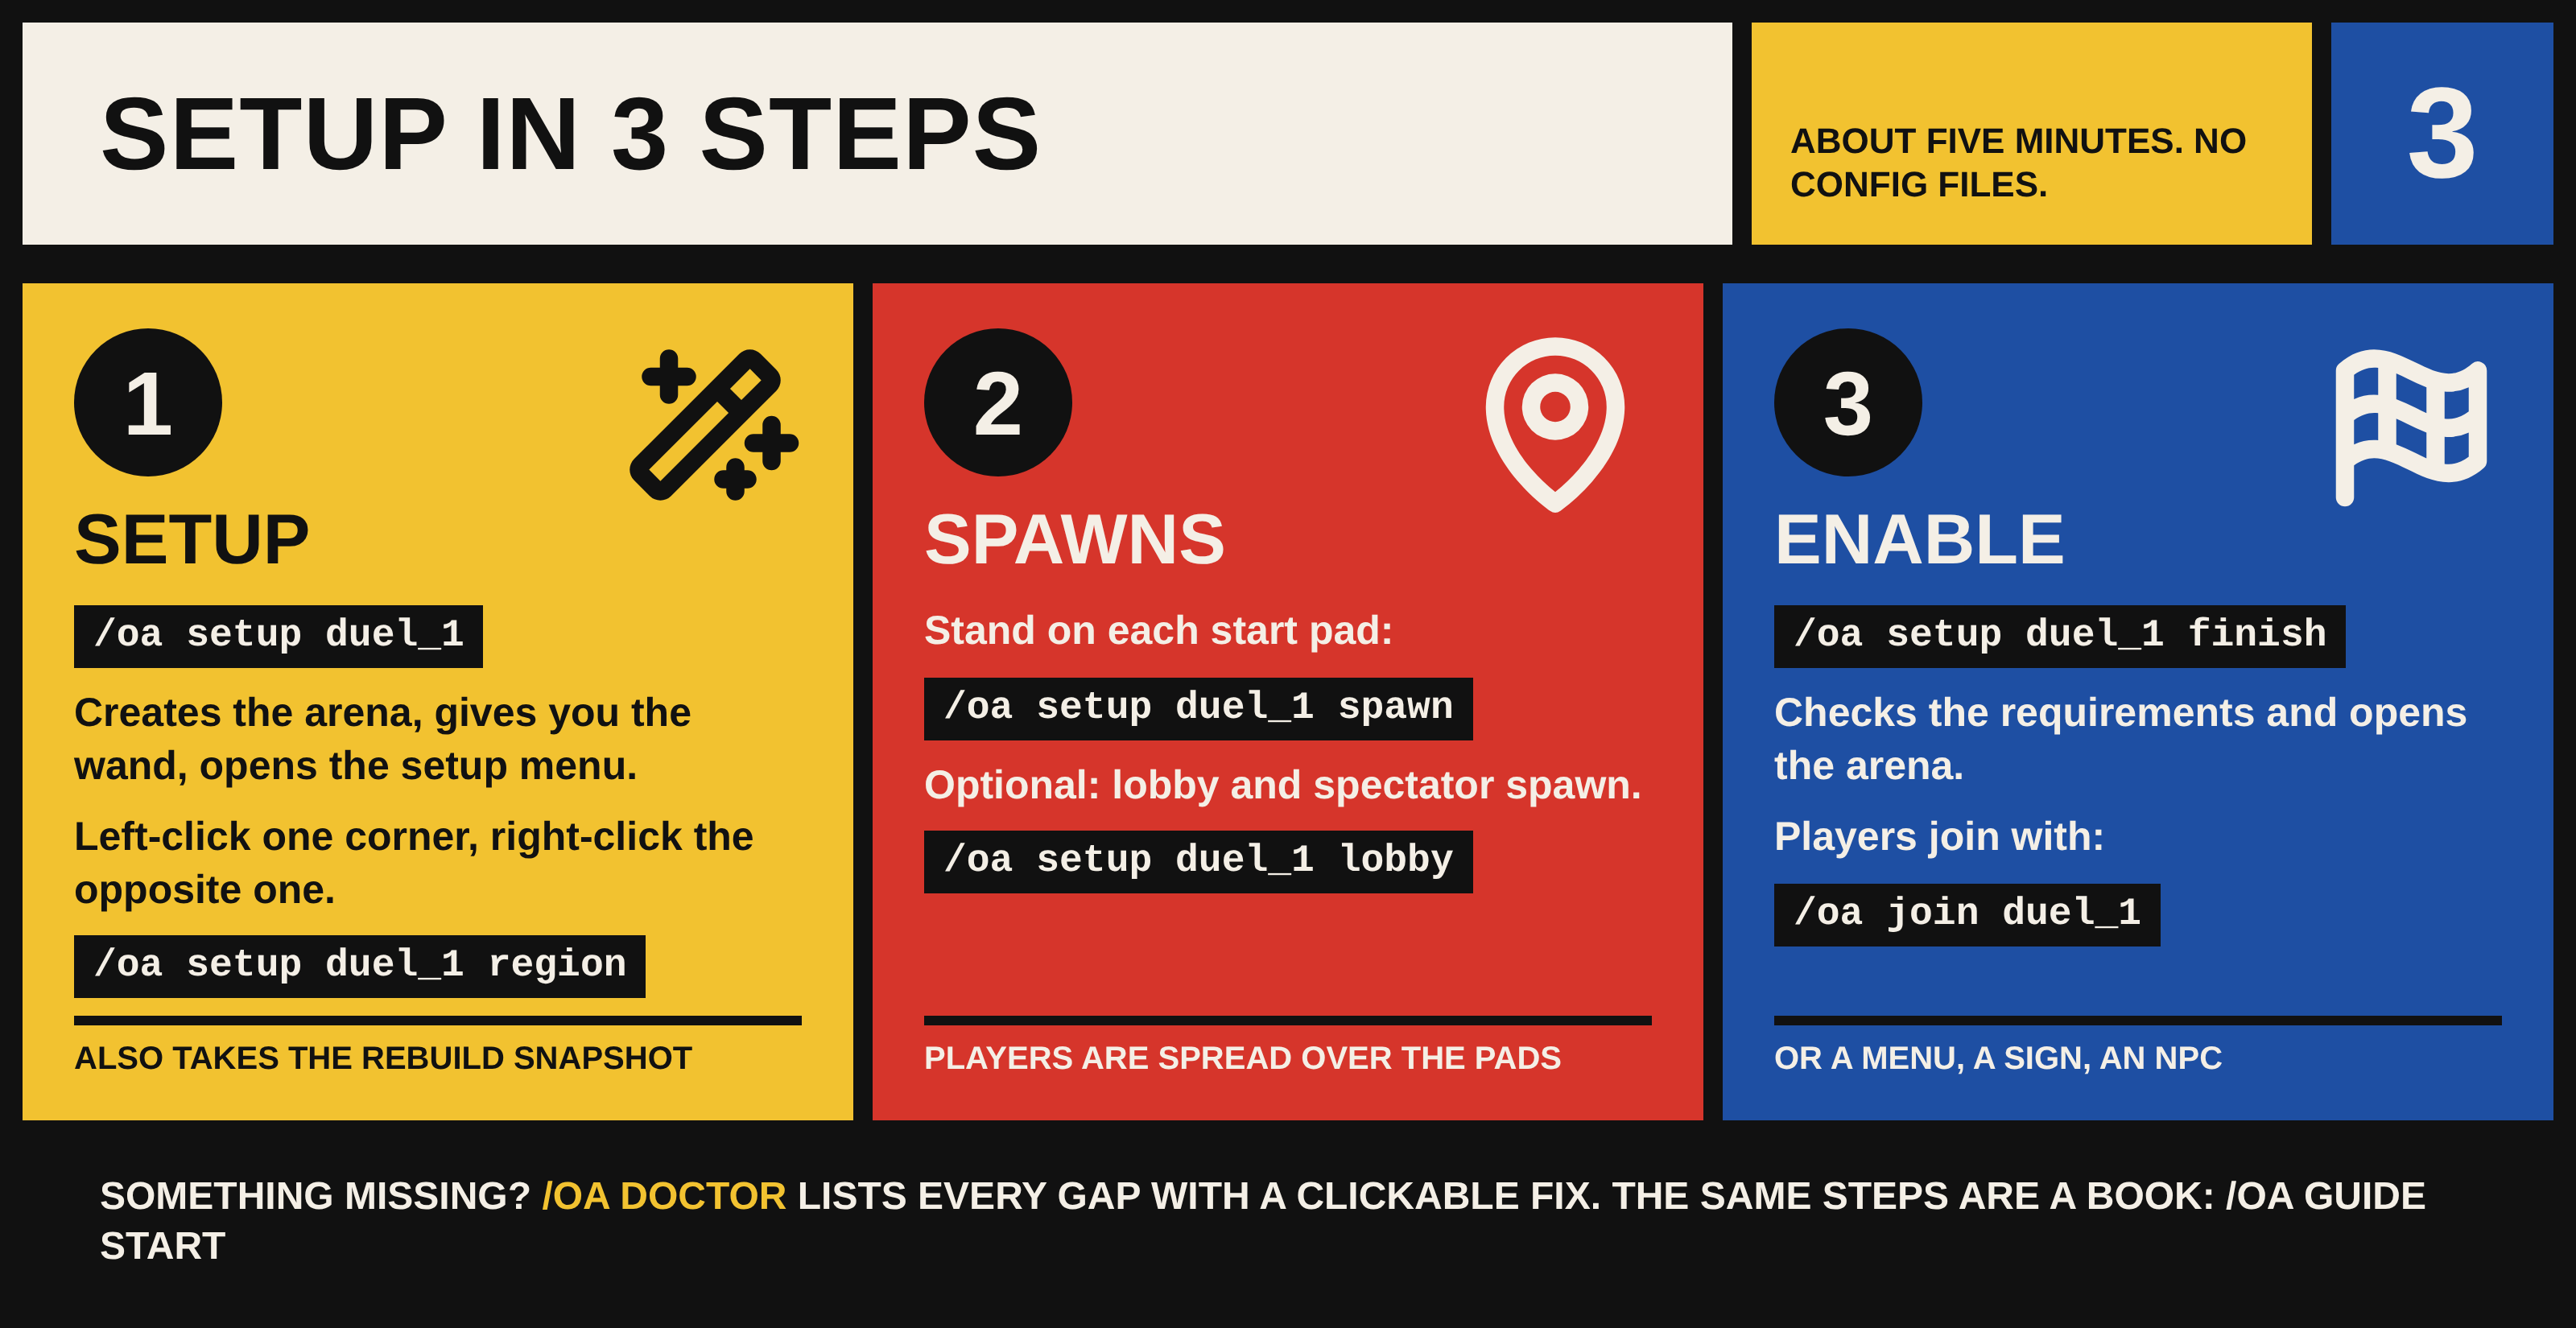 SETUP IN 3 STEPS
ABOUT FIVE MINUTES. NO
CONFIG FILES.
3
1
SETUP
/oa setup duel_1
Creates the arena, gives you the
wand, opens the setup menu.
Left-click one corner, right-click the
opposite one.
/oa setup duel_1 region
ALSO TAKES THE REBUILD SNAPSHOT
2
SPAWNS
Stand on each start pad:
/oa setup duel_1 spawn
Optional: lobby and spectator spawn.
/oa setup duel_1 lobby
PLAYERS ARE SPREAD OVER THE PADS
3
ENABLE
/oa setup duel_1 finish
Checks the requirements and opens
the arena.
Players join with:
/oa join duel_1
OR A MENU, A SIGN, AN NPC
SOMETHING MISSING? /OA DOCTOR LISTS EVERY GAP WITH A CLICKABLE FIX. THE SAME STEPS ARE A BOOK: /OA GUIDE
START